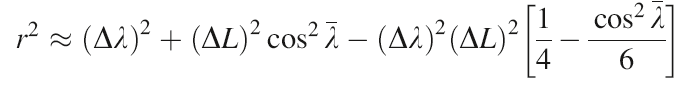 r² ≈ (Δλ)² + (ΔL)² cos² λ̄ − (Δλ)²(ΔL)² [1/4 − cos² λ̄/6]